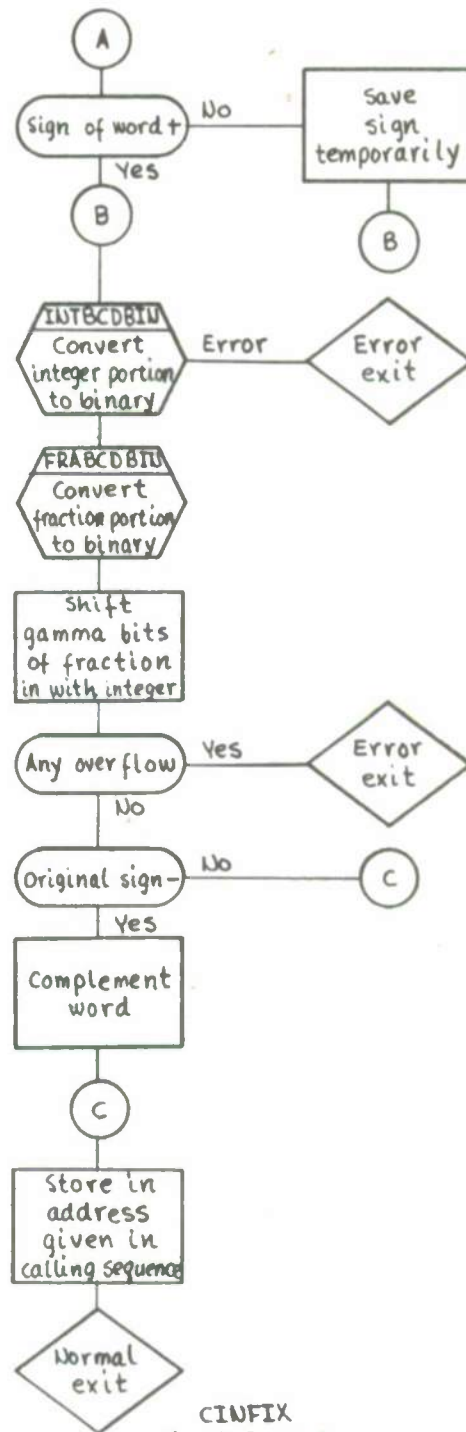 A
Sign of word +
No
Save
sign
temporarily
Yes
B
B
INTBCDBIN
Convert
integer portion
to binary
Error
Error
exit
FRABCDBIN
Convert
fraction portion
to binary
Shift
gamma bits
of fraction
in with integer
Any overflow
Yes
Error
exit
No
Original sign -
No
C
Yes
Complement
word
C
Store in
address
given in
calling sequence
Normal
exit
CINFIX